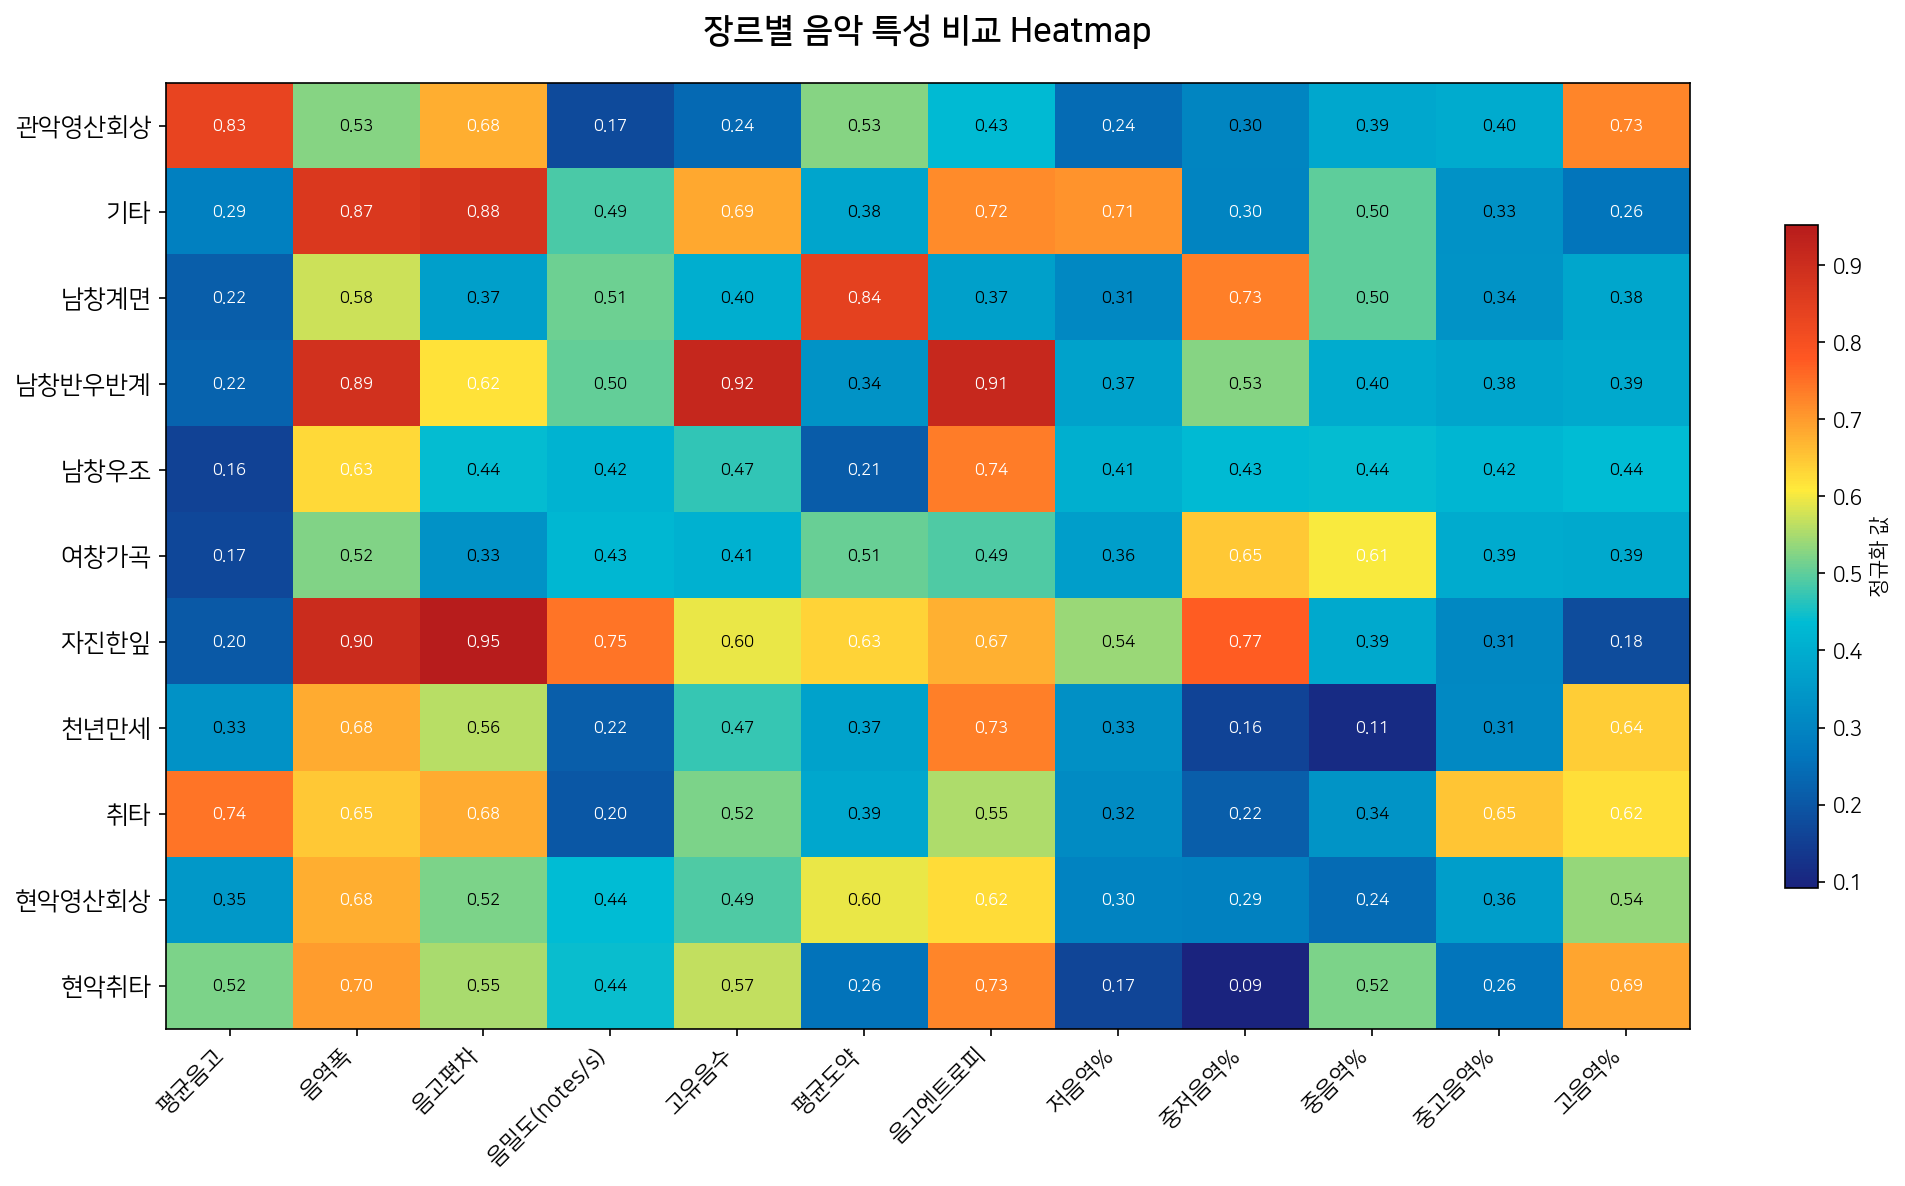 장르별 음악 특성 비교 Heatmap
관악영산회상 0.83 0.53 0.68 0.17 0.24 0.53 0.43 0.24 0.30 0.39 0.40 0.73
기타 0.29 0.87 0.88 0.49 0.69 0.38 0.72 0.71 0.30 0.50 0.33 0.26
남창계면 0.22 0.58 0.37 0.51 0.40 0.84 0.37 0.31 0.73 0.50 0.34 0.38
남창반우반계 0.22 0.89 0.62 0.50 0.92 0.34 0.91 0.37 0.53 0.40 0.38 0.39
남창우조 0.16 0.63 0.44 0.42 0.47 0.21 0.74 0.41 0.43 0.44 0.42 0.44
여창가곡 0.17 0.52 0.33 0.43 0.41 0.51 0.49 0.36 0.65 0.61 0.39 0.39
자진한잎 0.20 0.90 0.95 0.75 0.60 0.63 0.67 0.54 0.77 0.39 0.31 0.18
천년만세 0.33 0.68 0.56 0.22 0.47 0.37 0.73 0.33 0.16 0.11 0.31 0.64
취타 0.74 0.65 0.68 0.20 0.52 0.39 0.55 0.32 0.22 0.34 0.65 0.62
현악영산회상 0.35 0.68 0.52 0.44 0.49 0.60 0.62 0.30 0.29 0.24 0.36 0.54
현악취타 0.52 0.70 0.55 0.44 0.57 0.26 0.73 0.17 0.09 0.52 0.26 0.69
평균음고 음역폭 음고편차 음밀도(notes/s) 고유음수 평균도약 음고엔트로피 저음역% 중저음역% 중음역% 중고음역% 고음역%
0.9
0.8
0.7
0.6
0.5
0.4
0.3
0.2
0.1
정규화 값